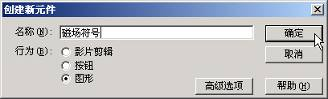 创建新元件
名称(N): 磁场符号 确定
行为(B): 影片剪辑 取消
按钮
图形
高级选项 帮助(H)